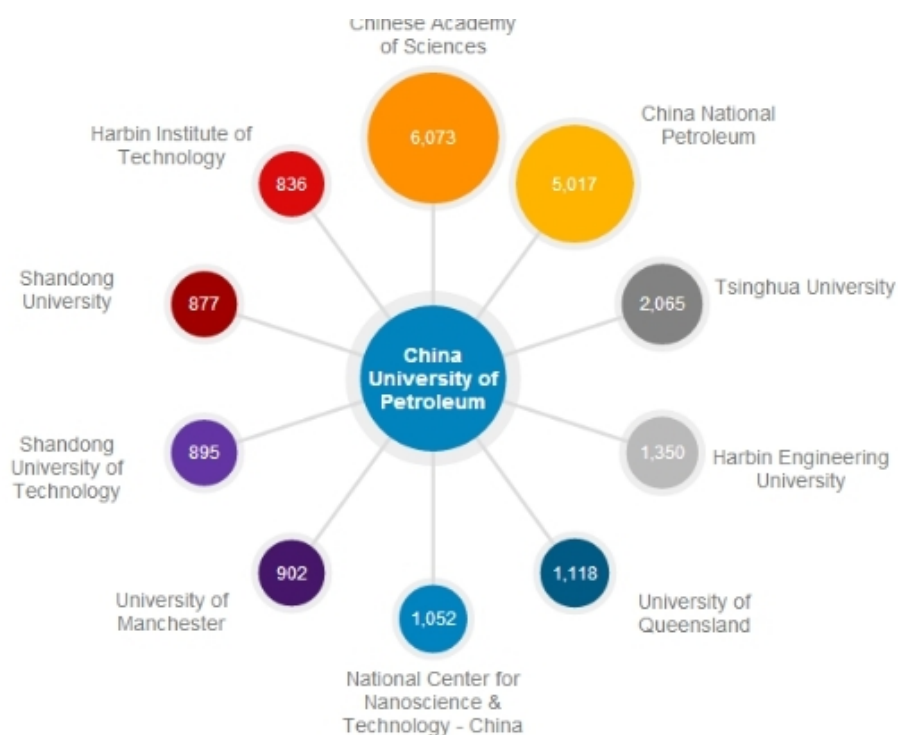 Chinese Academy
of Sciences
6,073
China National
Petroleum
5,017
Harbin Institute of
Technology
836
Shandong
University
877
Tsinghua University
2,065
China
University of
Petroleum
Shandong
University of
Technology
895
Harbin Engineering
University
1,350
University of
Manchester
902
University of
Queensland
1,118
1,052
National Center for
Nanoscience &
Technology - China